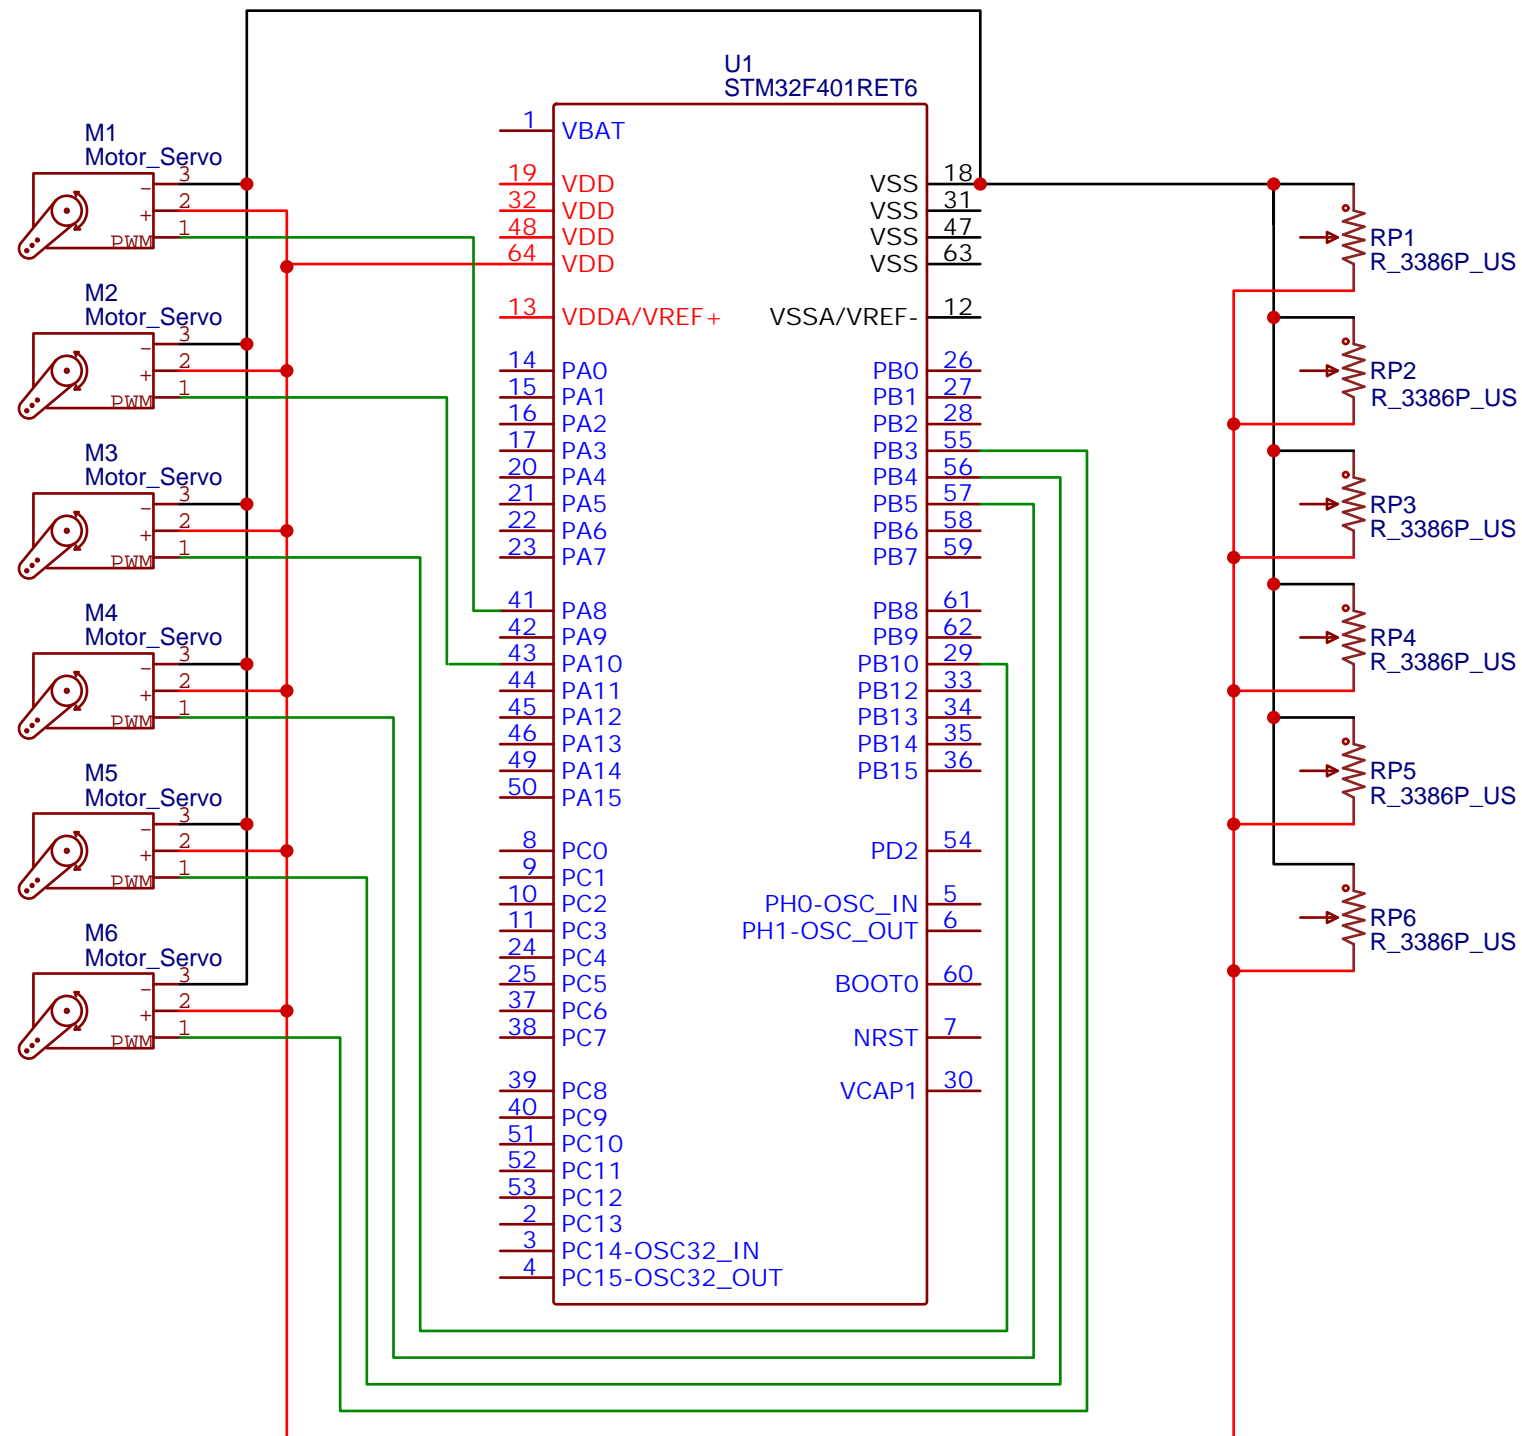 U1
STM32F401RET6
M1
Motor_Servo
3
-
2
+
1
PWM
M2
Motor_Servo
3
-
2
+
1
PWM
M3
Motor_Servo
3
-
2
+
1
PWM
M4
Motor_Servo
3
-
2
+
1
PWM
M5
Motor_Servo
3
-
2
+
1
PWM
M6
Motor_Servo
3
-
2
+
1
PWM
1 VBAT
19 VDD
32 VDD
48 VDD
64 VDD
13 VDDA/VREF+
14 PA0
15 PA1
16 PA2
17 PA3
20 PA4
21 PA5
22 PA6
23 PA7
41 PA8
42 PA9
43 PA10
44 PA11
45 PA12
46 PA13
49 PA14
50 PA15
8 PC0
9 PC1
10 PC2
11 PC3
24 PC4
25 PC5
37 PC6
38 PC7
39 PC8
40 PC9
51 PC10
52 PC11
53 PC12
2 PC13
3 PC14-OSC32_IN
4 PC15-OSC32_OUT
VSS 18
VSS 31
VSS 47
VSS 63
VSSA/VREF- 12
PB0 26
PB1 27
PB2 28
PB3 55
PB4 56
PB5 57
PB6 58
PB7 59
PB8 61
PB9 62
PB10 29
PB12 33
PB13 34
PB14 35
PB15 36
PD2 54
PH0-OSC_IN 5
PH1-OSC_OUT 6
BOOT0 60
NRST 7
VCAP1 30
RP1
R_3386P_US
RP2
R_3386P_US
RP3
R_3386P_US
RP4
R_3386P_US
RP5
R_3386P_US
RP6
R_3386P_US